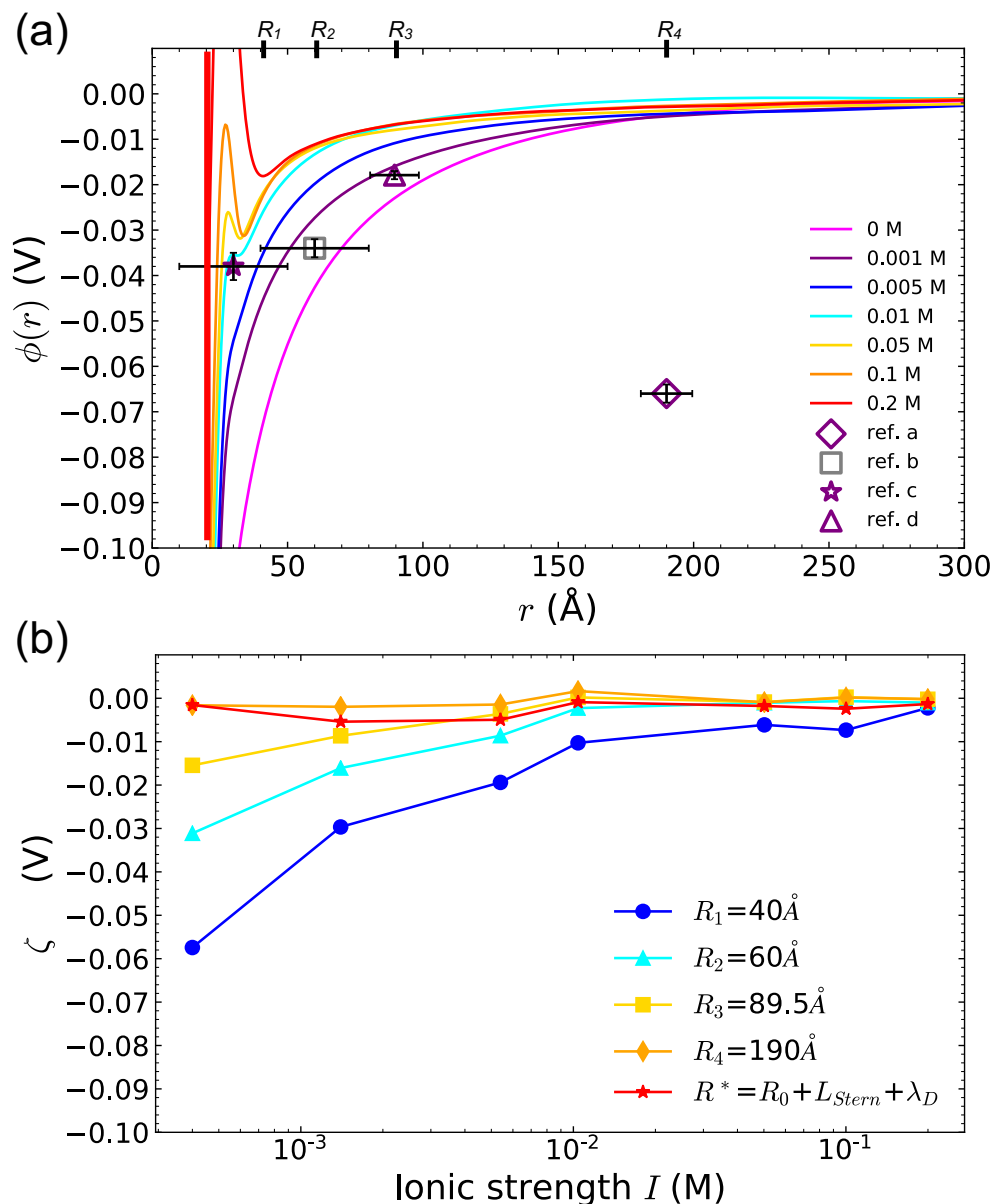 (a)
R₁ R₂ R₃ R₄
0.00
−0.01
−0.02
−0.03
−0.04
−0.05
−0.06
−0.07
−0.08
−0.09
−0.10
ϕ(r) (V)
0 M
0.001 M
0.005 M
0.01 M
0.05 M
0.1 M
0.2 M
ref. a
ref. b
ref. c
ref. d
0 50 100 150 200 250 300
r (Å)
(b)
0.00
−0.01
−0.02
−0.03
−0.04
−0.05
−0.06
−0.07
−0.08
−0.09
−0.10
ζ (V)
R₁=40Å
R₂=60Å
R₃=89.5Å
R₄=190Å
R*=R₀+L_Stern+λ_D
10⁻³ 10⁻² 10⁻¹
Ionic strength I (M)